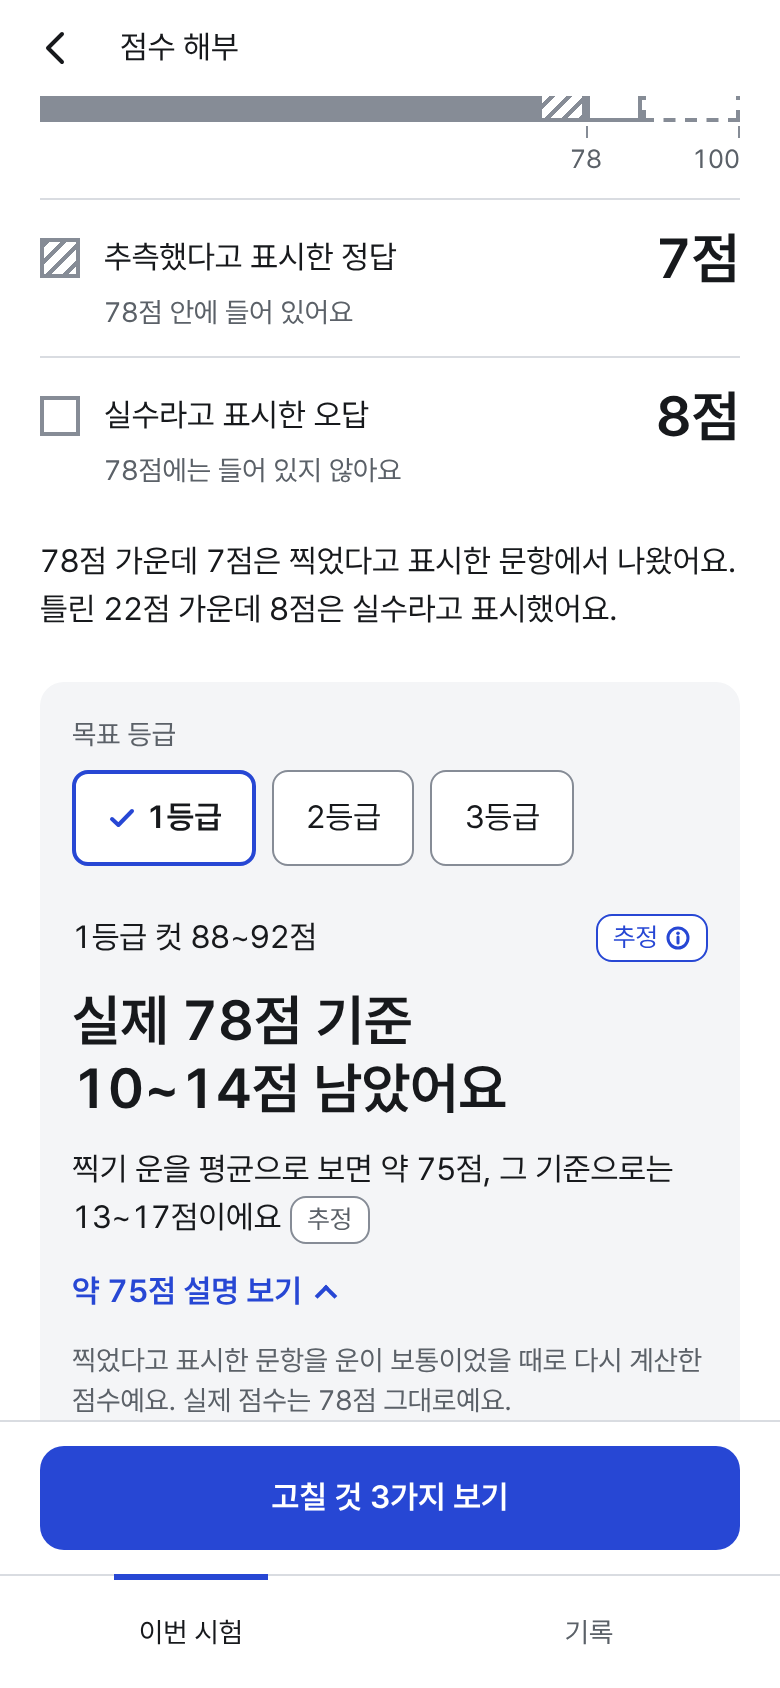 점수 해부
78
100
추측했다고 표시한 정답
7점
78점 안에 들어 있어요
실수라고 표시한 오답
8점
78점에는 들어 있지 않아요
78점 가운데 7점은 찍었다고 표시한 문항에서 나왔어요.
틀린 22점 가운데 8점은 실수라고 표시했어요.
목표 등급
1등급
2등급
3등급
1등급 컷 88~92점
추정
실제 78점 기준
10~14점 남았어요
찍기 운을 평균으로 보면 약 75점, 그 기준으로는
13~17점이에요 추정
약 75점 설명 보기
찍었다고 표시한 문항을 운이 보통이었을 때로 다시 계산한
점수예요. 실제 점수는 78점 그대로예요.
고칠 것 3가지 보기
이번 시험
기록